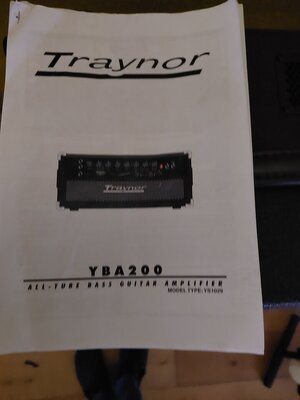 Traynor
Traynor
YBA200
ALL-TUBE BASS GUITAR AMPLIFIER
MODEL TYPE: YS1029